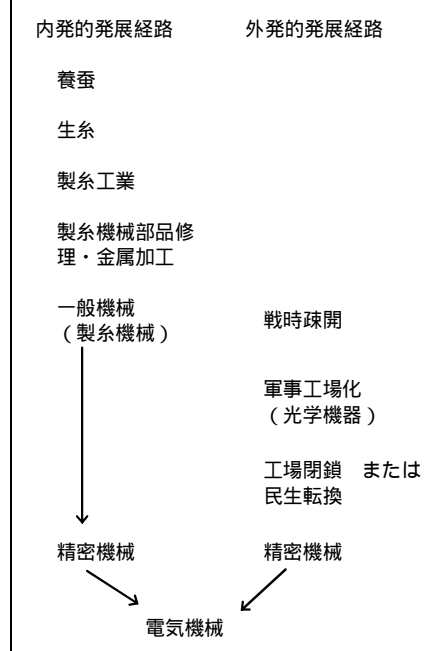 内発的発展経路
外発的発展経路
養蚕
生糸
製糸工業
製糸機械部品修
理・金属加工
一般機械
（製糸機械）
戦時疎開
軍事工場化
（光学機器）
工場閉鎖　または
民生転換
精密機械
精密機械
電気機械